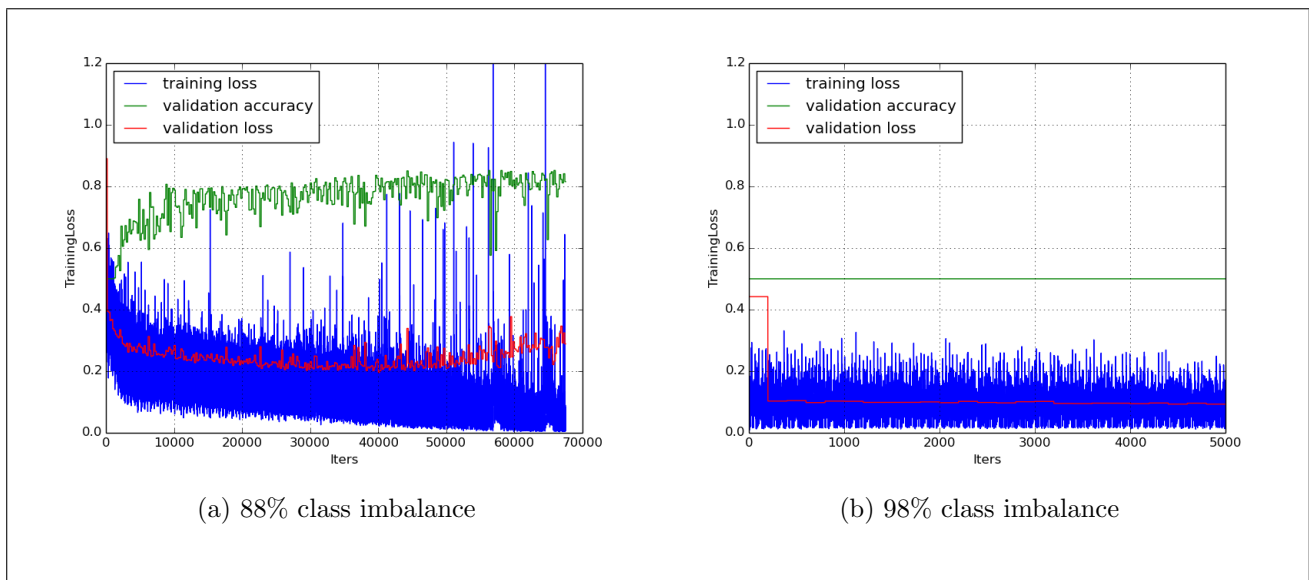 1.2
training loss
validation accuracy
validation loss
1.0
0.8
0.6
0.4
0.2
0.0
TrainingLoss
0 10000 20000 30000 40000 50000 60000 70000
Iters
(a) 88% class imbalance
1.2
training loss
validation accuracy
validation loss
1.0
0.8
0.6
0.4
0.2
0.0
TrainingLoss
0 1000 2000 3000 4000 5000
Iters
(b) 98% class imbalance